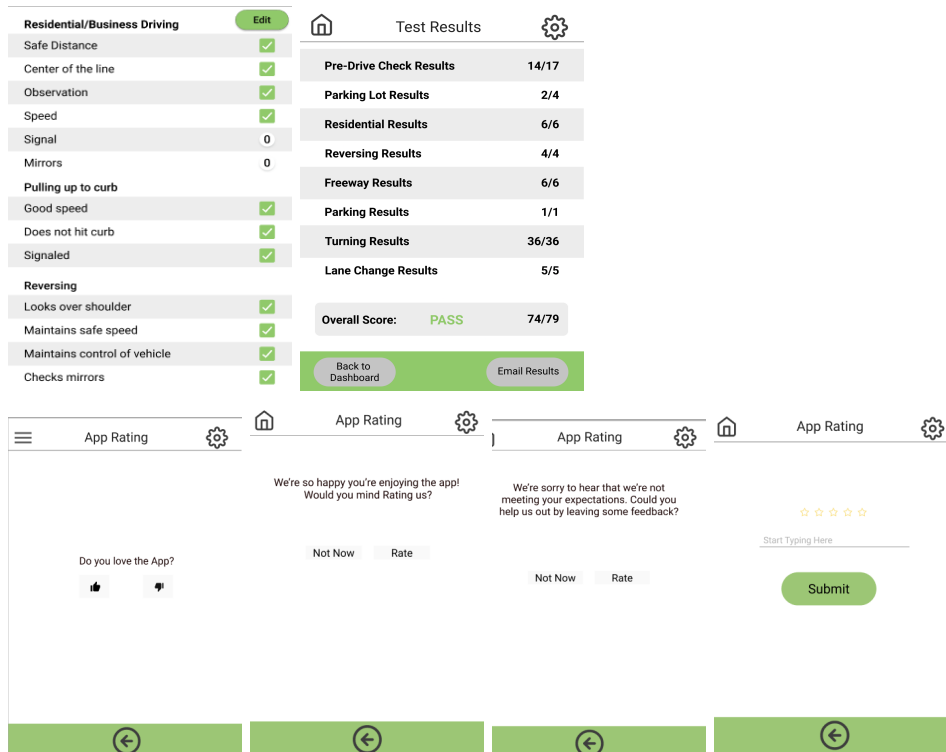 Residential/Business Driving Edit
Safe Distance
Center of the line
Observation
Speed
Signal 0
Mirrors 0
Pulling up to curb
Good speed
Does not hit curb
Signaled
Reversing
Looks over shoulder
Maintains safe speed
Maintains control of vehicle
Checks mirrors
Test Results
Pre-Drive Check Results 14/17
Parking Lot Results 2/4
Residential Results 6/6
Reversing Results 4/4
Freeway Results 6/6
Parking Results 1/1
Turning Results 36/36
Lane Change Results 5/5
Overall Score: PASS 74/79
Back to
Dashboard
Email Results
App Rating
Do you love the App?
App Rating
We're so happy you're enjoying the app!
Would you mind Rating us?
Not Now Rate
App Rating
We're sorry to hear that we're not
meeting your expectations. Could you
help us out by leaving some feedback?
Not Now Rate
App Rating
Start Typing Here
Submit